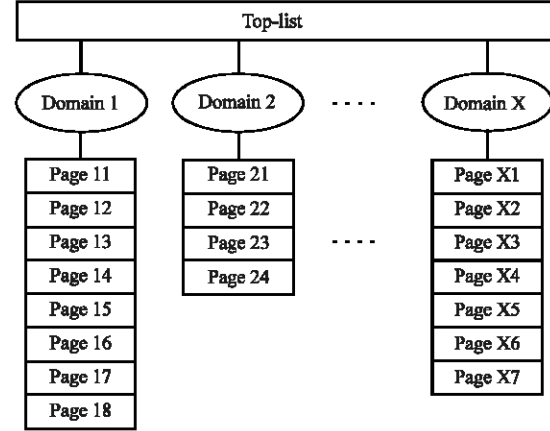 Top-list
Domain 1
Domain 2
Domain X
Page 11
Page 12
Page 13
Page 14
Page 15
Page 16
Page 17
Page 18
Page 21
Page 22
Page 23
Page 24
Page X1
Page X2
Page X3
Page X4
Page X5
Page X6
Page X7